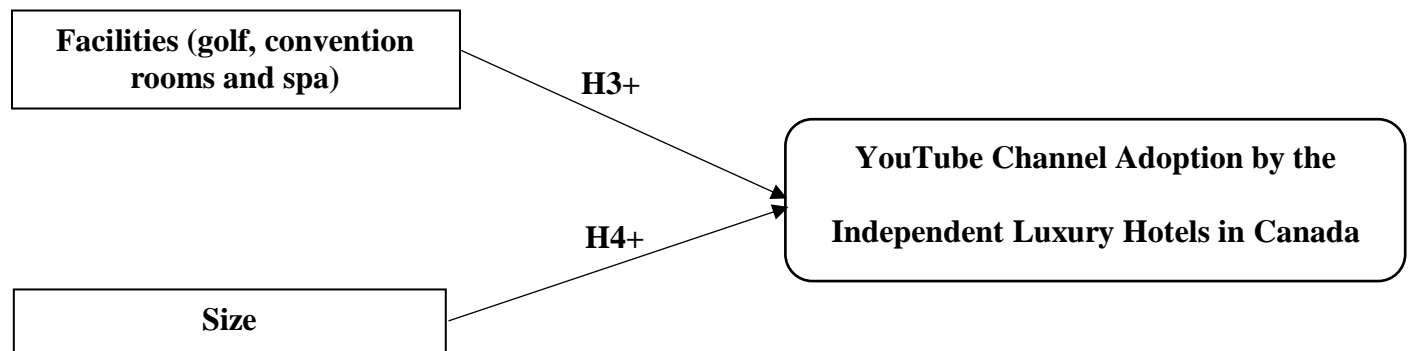 Facilities (golf, convention
rooms and spa)
H3+
YouTube Channel Adoption by the
Independent Luxury Hotels in Canada
H4+
Size